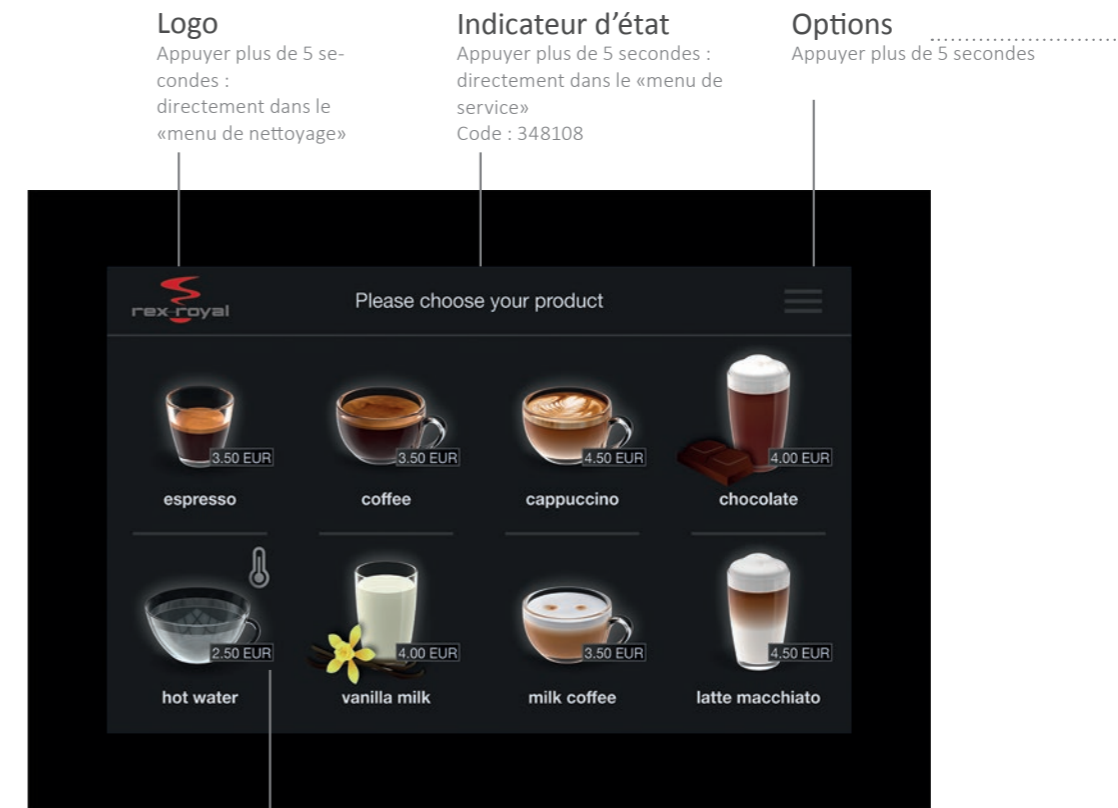 Logo
Appuyer plus de 5 se-
condes :
directement dans le
«menu de nettoyage»
Indicateur d’état
Appuyer plus de 5 secondes :
directement dans le «menu de
service»
Code : 348108
Options
Appuyer plus de 5 secondes
rex-royal
Please choose your product
3.50 EUR
3.50 EUR
4.50 EUR
4.00 EUR
espresso
coffee
cappuccino
chocolate
2.50 EUR
4.00 EUR
3.50 EUR
4.50 EUR
hot water
vanilla milk
milk coffee
latte macchiato